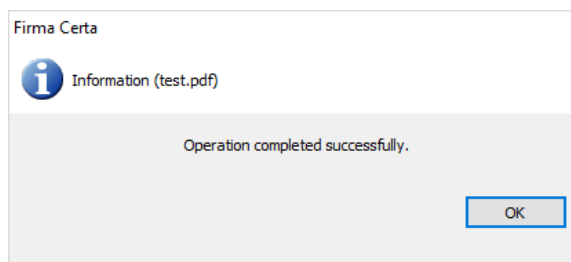 Firma Certa
Information (test.pdf)
Operation completed successfully.
OK